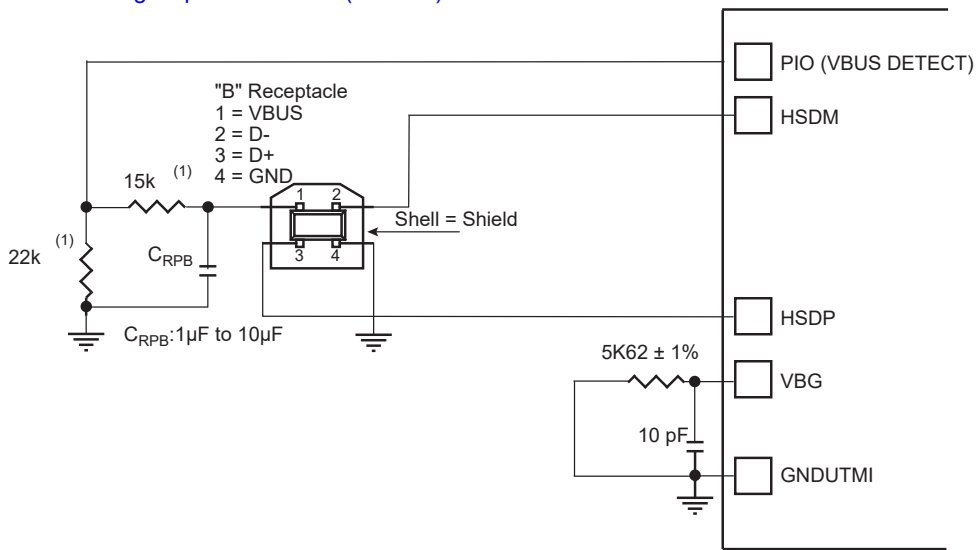 PIO (VBUS DETECT)
"B" Receptacle
1 = VBUS
2 = D-
3 = D+
4 = GND
HSDM
15k (1)
1 2
Shell = Shield
22k (1)
CRPB
3 4
CRPB:1µF to 10µF
HSDP
5K62 ± 1%
VBG
10 pF
GNDUTMI